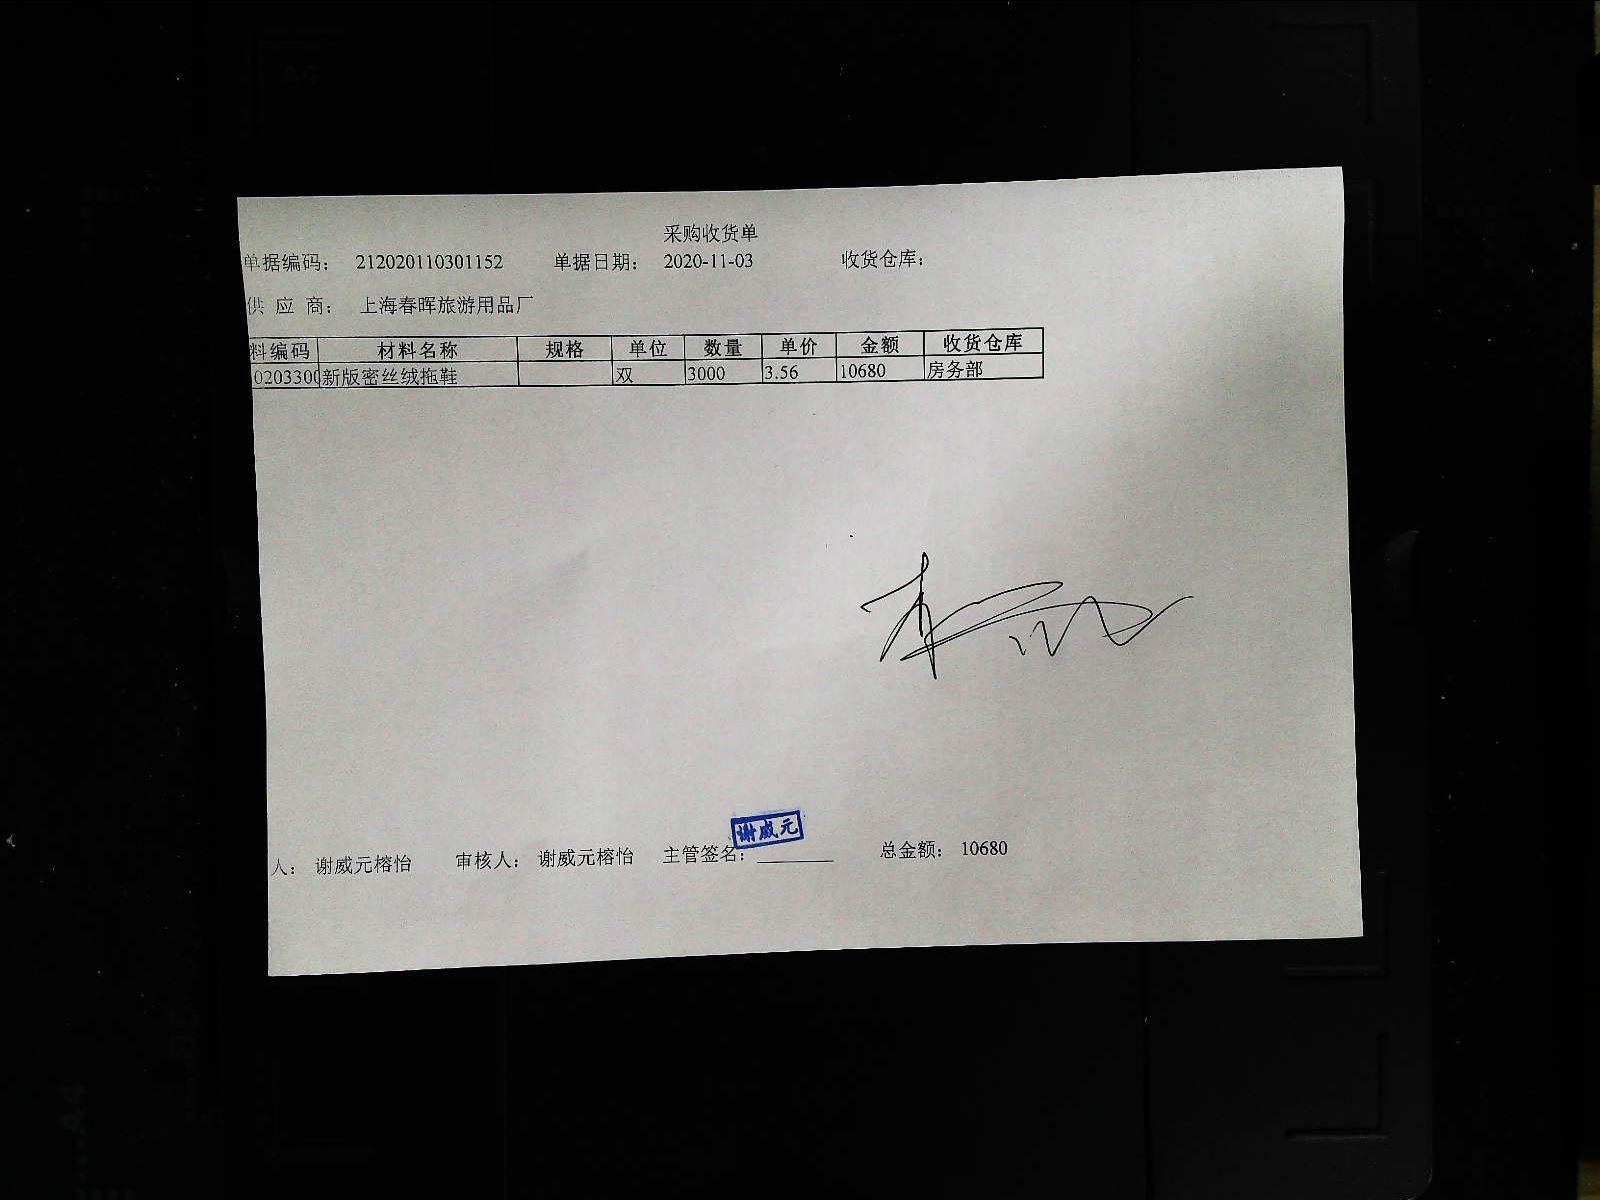 采购收货单
单据编码： 212020110301152 单据日期： 2020-11-03 收货仓库：
供 应 商： 上海春晖旅游用品厂
料编码 材料名称 规格 单位 数量 单价 金额 收货仓库
0203300 新版密丝绒拖鞋 双 3000 3.56 10680 房务部
谢威元
人： 谢威元榕怡 审核人： 谢威元榕怡 主管签名：________ 总金额： 10680